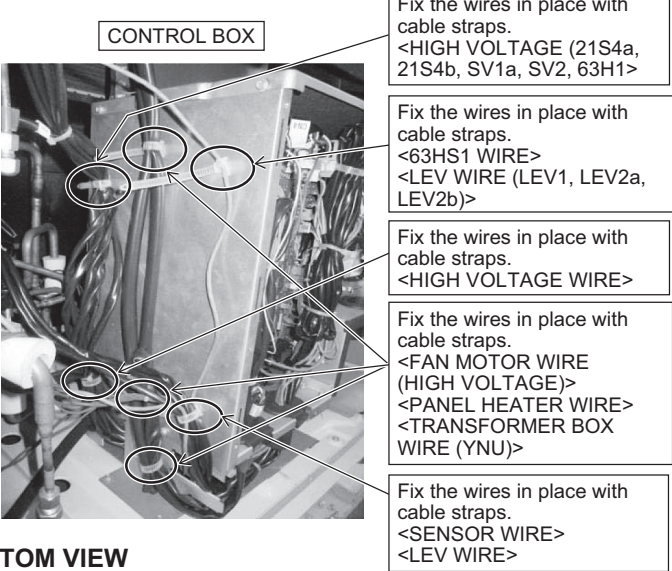 CONTROL BOX
Fix the wires in place with
cable straps.
<HIGH VOLTAGE (21S4a,
21S4b, SV1a, SV2, 63H1>
Fix the wires in place with
cable straps.
<63HS1 WIRE>
<LEV WIRE (LEV1, LEV2a,
LEV2b)>
Fix the wires in place with
cable straps.
<HIGH VOLTAGE WIRE>
Fix the wires in place with
cable straps.
<FAN MOTOR WIRE
(HIGH VOLTAGE)>
<PANEL HEATER WIRE>
<TRANSFORMER BOX
WIRE (YNU)>
Fix the wires in place with
cable straps.
<SENSOR WIRE>
<LEV WIRE>
TOM VIEW